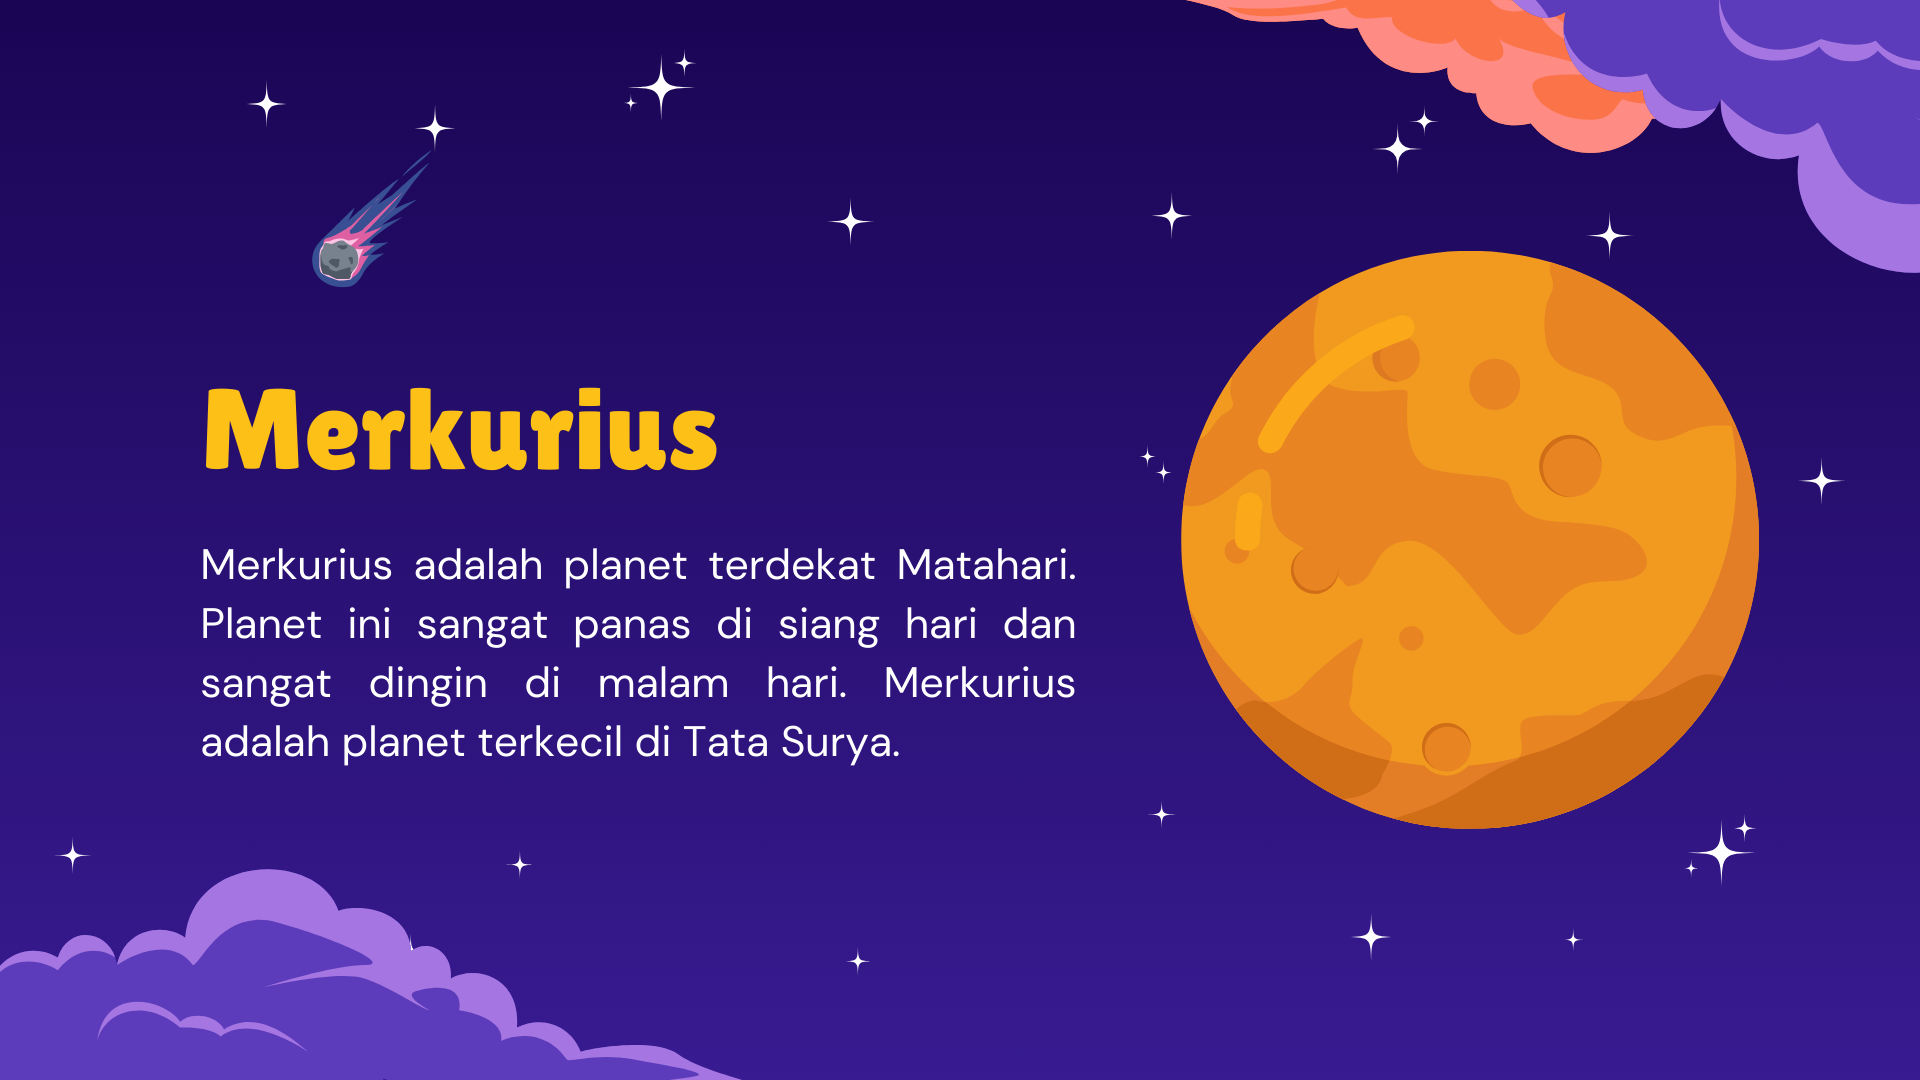 Merkurius
Merkurius adalah planet terdekat Matahari.
Planet ini sangat panas di siang hari dan
sangat dingin di malam hari. Merkurius
adalah planet terkecil di Tata Surya.